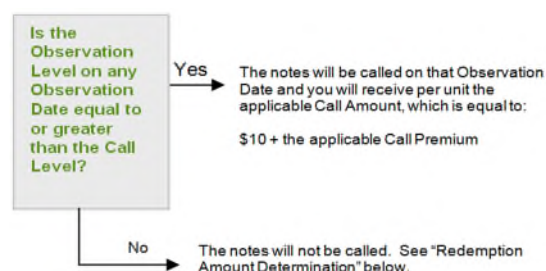 Is the
Observation
Level on any
Observation
Date equal to
or greater
than the Call
Level?
Yes
The notes will be called on that Observation
Date and you will receive per unit the
applicable Call Amount, which is equal to:
$10 + the applicable Call Premium
No
The notes will not be called. See "Redemption
Amount Determination" below.